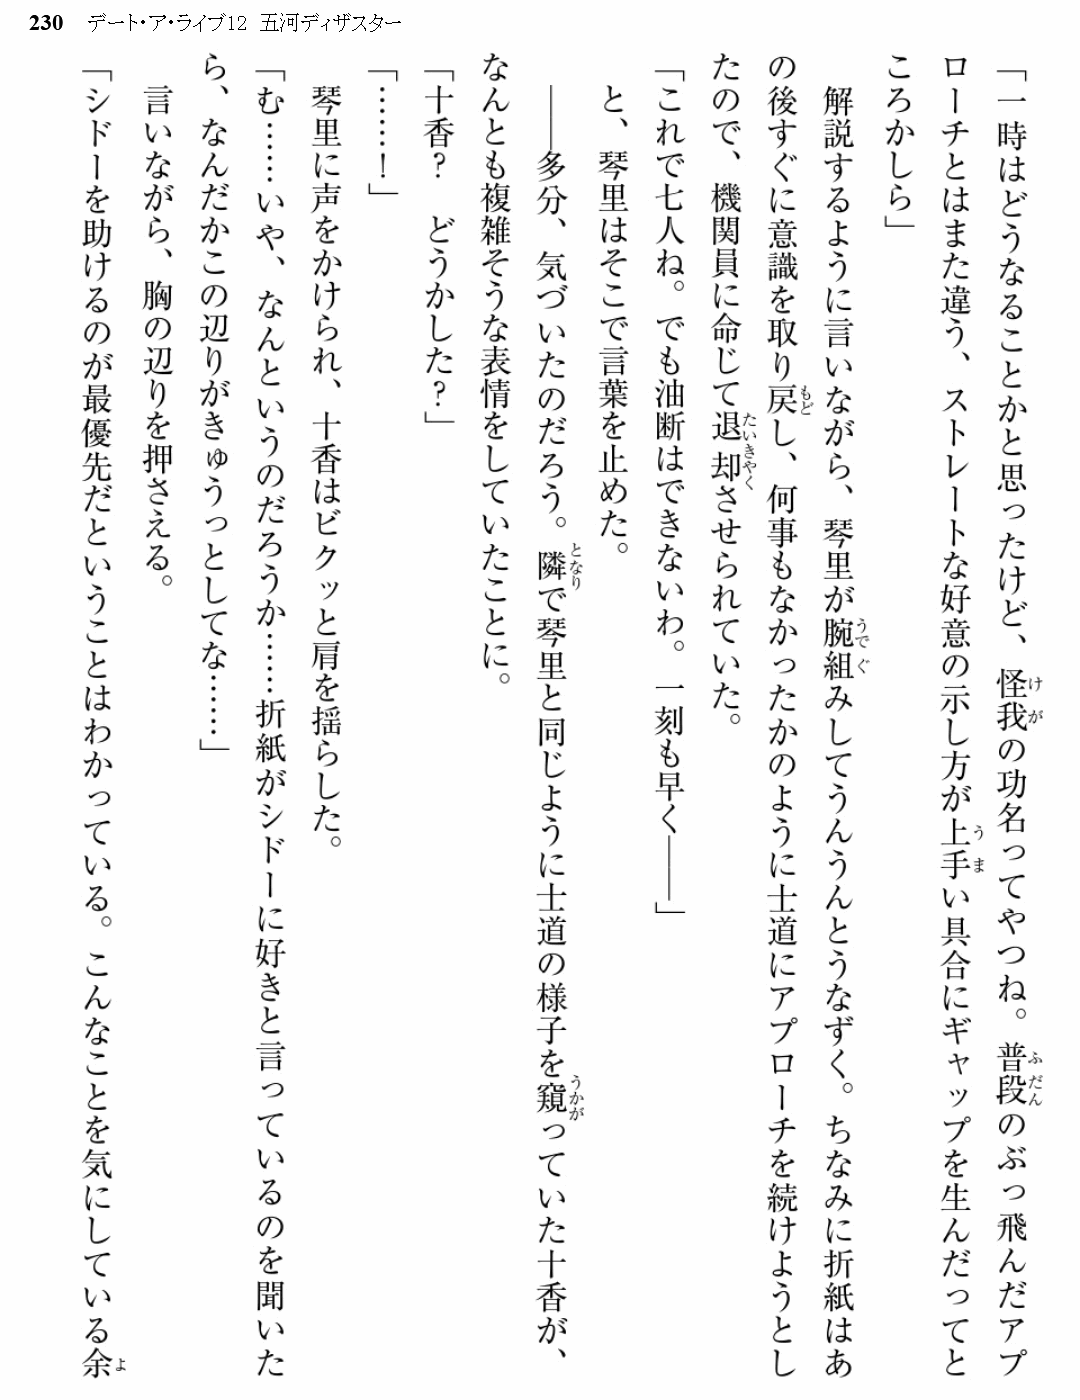 230 デート・ア・ライブ12 五河ディザスター
「一時はどうなることかと思ったけど、怪我の功名ってやつね。普段のぶっ飛んだアプ
ローチとはまた違う、ストレートな好意の示し方が上手い具合にギャップを生んだってと
ころかしら」
解説するように言いながら、琴里が腕組みしてうんうんとうなずく。ちなみに折紙はあ
の後すぐに意識を取り戻し、何事もなかったかのように士道にアプローチを続けようとし
たので、機関員に命じて退却させられていた。
「これで七人ね。でも油断はできないわ。一刻も早く――」
と、琴里はそこで言葉を止めた。
――多分、気づいたのだろう。隣で琴里と同じように士道の様子を窺っていた十香が、
なんとも複雑そうな表情をしていたことに。
「十香? どうかした?」
「……!」
琴里に声をかけられ、十香はビクッと肩を揺らした。
「む……いや、なんというのだろうか……折紙がシドーに好きと言っているのを聞いた
ら、なんだかこの辺りがきゅうっとしてな……」
言いながら、胸の辺りを押さえる。
「シドーを助けるのが最優先だということはわかっている。こんなことを気にしている余